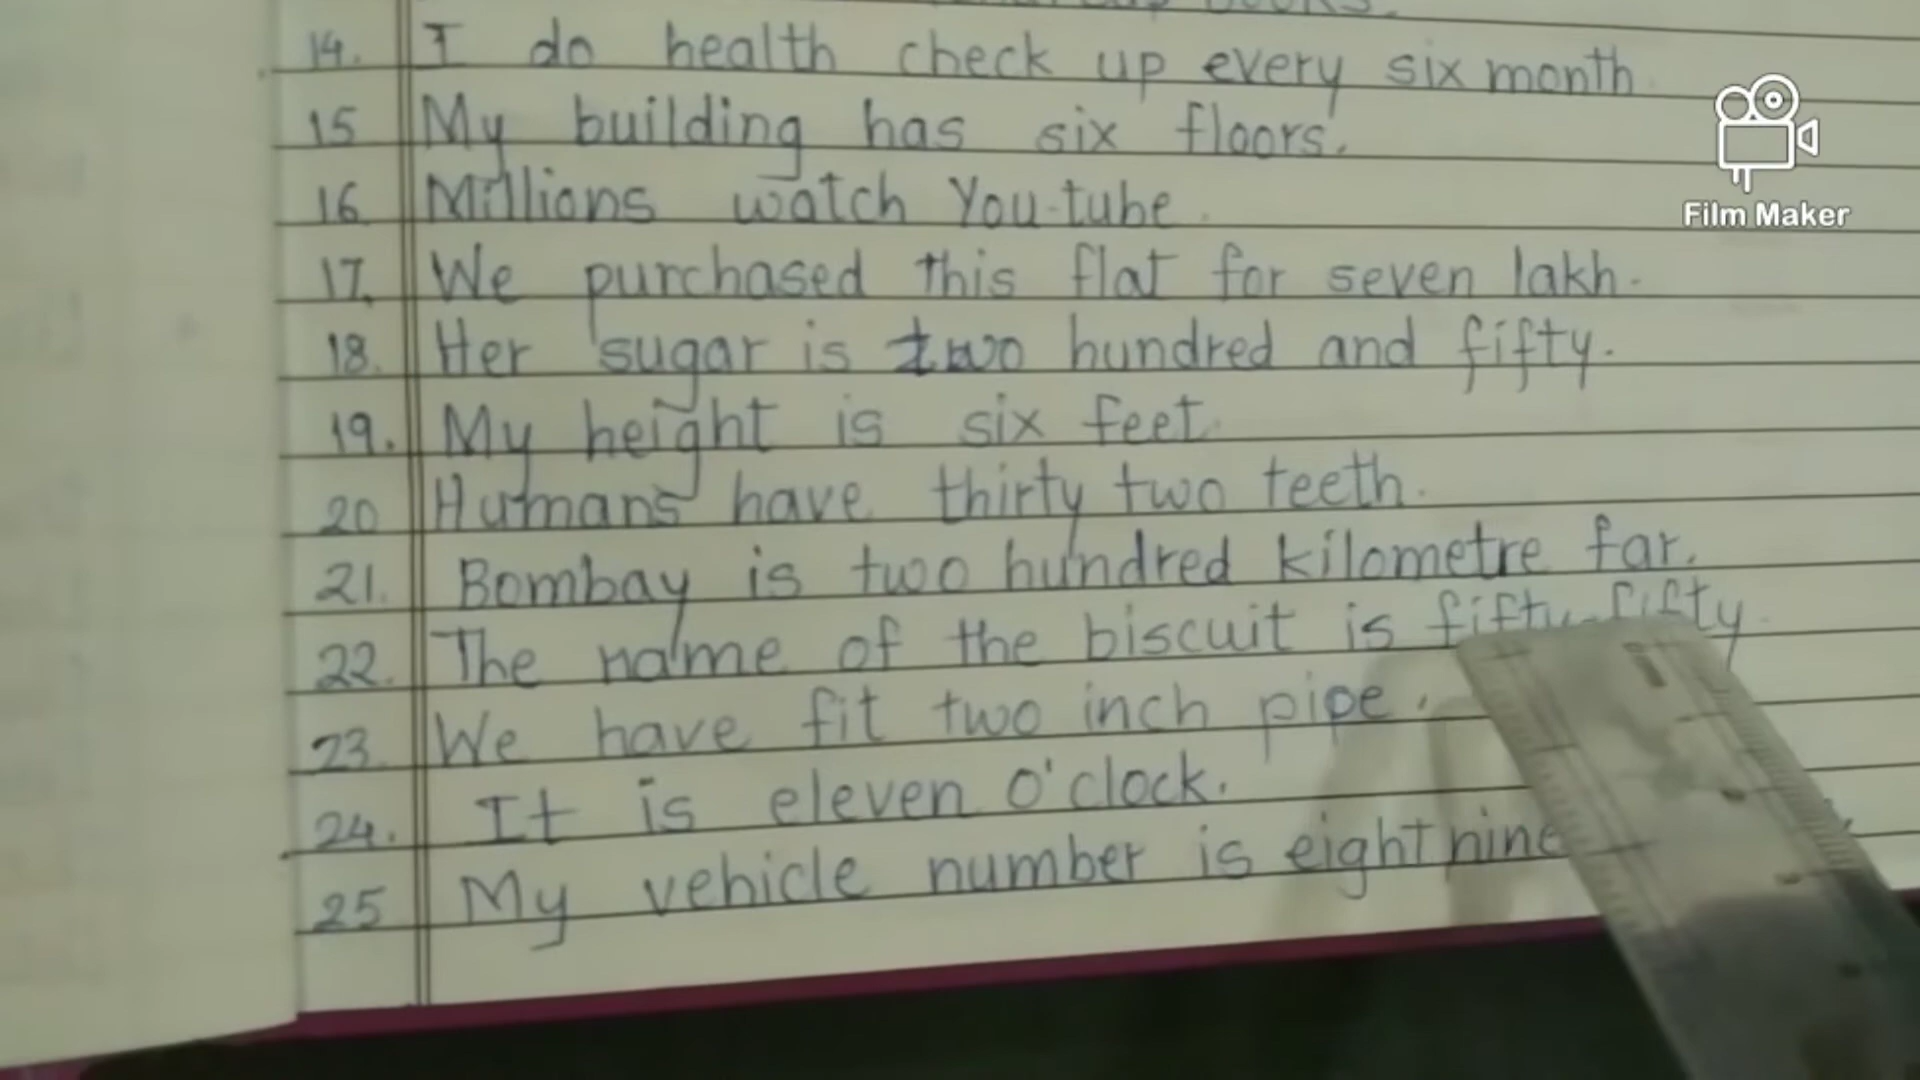 14. I do health check up every six month
15 My building has six floors.
16 Millions watch You-tube.
17. We purchased this flat for seven lakh.
18. Her sugar is two hundred and fifty.
19. My height is six feet.
20 Humans have thirty two teeth.
21. Bombay is two hundred kilometre far.
22. The name of the biscuit is fifty-fifty.
23. We have fit two inch pipe.
24. It is eleven o'clock.
25 My vehicle number is eight nine
Film Maker